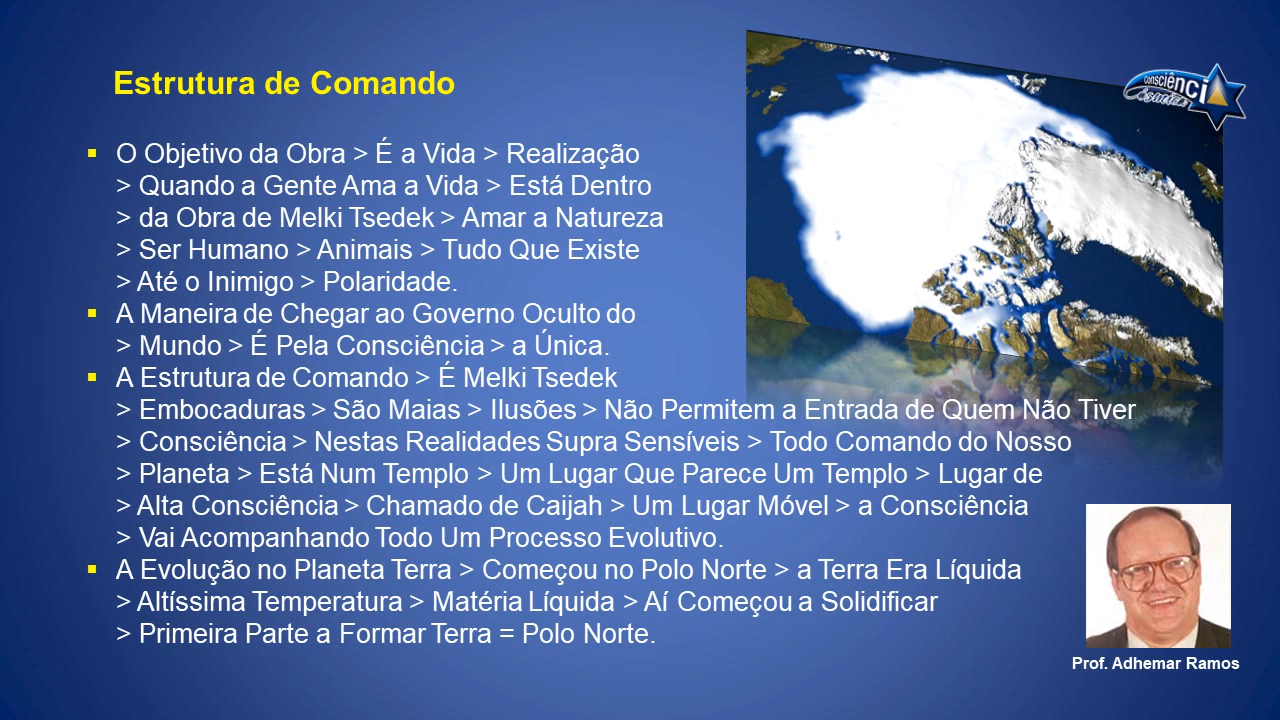 Estrutura de Comando
consciênci
Cósmica
O Objetivo da Obra > É a Vida > Realização
> Quando a Gente Ama a Vida > Está Dentro
> da Obra de Melki Tsedek > Amar a Natureza
> Ser Humano > Animais > Tudo Que Existe
> Até o Inimigo > Polaridade.
A Maneira de Chegar ao Governo Oculto do
> Mundo > É Pela Consciência > a Única.
A Estrutura de Comando > É Melki Tsedek
> Embocaduras > São Maias > Ilusões > Não Permitem a Entrada de Quem Não Tiver
> Consciência > Nestas Realidades Supra Sensíveis > Todo Comando do Nosso
> Planeta > Está Num Templo > Um Lugar Que Parece Um Templo > Lugar de
> Alta Consciência > Chamado de Caijah > Um Lugar Móvel > a Consciência
> Vai Acompanhando Todo Um Processo Evolutivo.
A Evolução no Planeta Terra > Começou no Polo Norte > a Terra Era Líquida
> Altíssima Temperatura > Matéria Líquida > Aí Começou a Solidificar
> Primeira Parte a Formar Terra = Polo Norte.
Prof. Adhemar Ramos